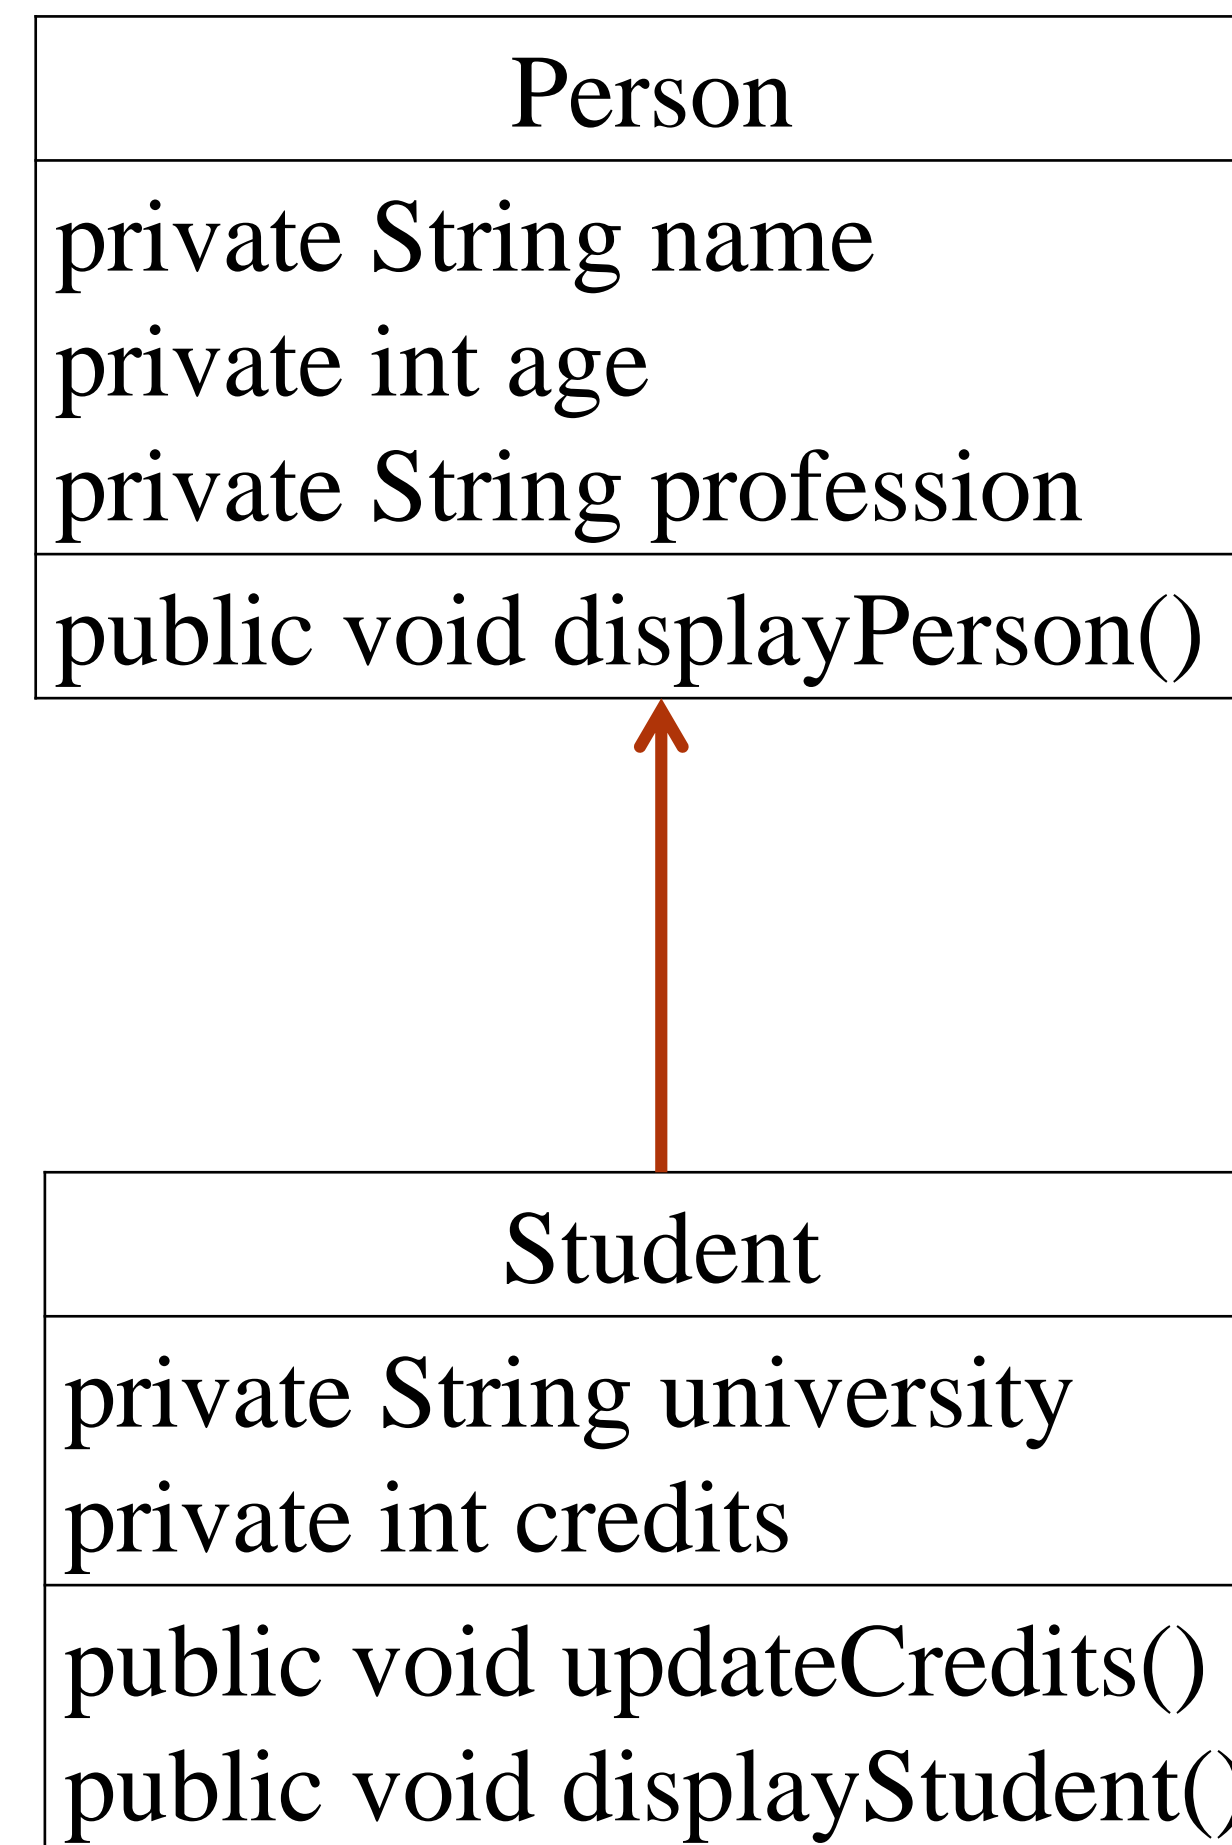 Person
private String name
private int age
private String profession
public void displayPerson()
Student
private String university
private int credits
public void updateCredits()
public void displayStudent()